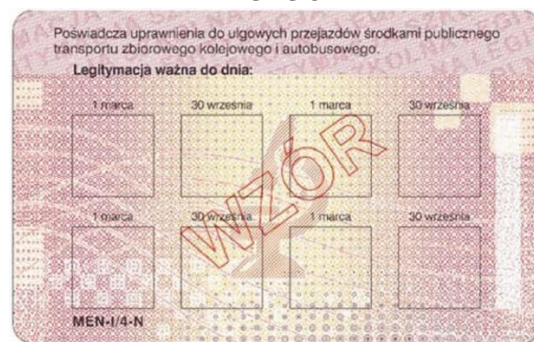 Poświadcza uprawnienia do ulgowych przejazdów środkami publicznego
transportu zbiorowego kolejowego i autobusowego.
Legitymacja ważna do dnia:
1 marca 30 września 1 marca 30 września
WZÓR
1 marca 30 września 1 marca 30 września
MEN-I/4-N